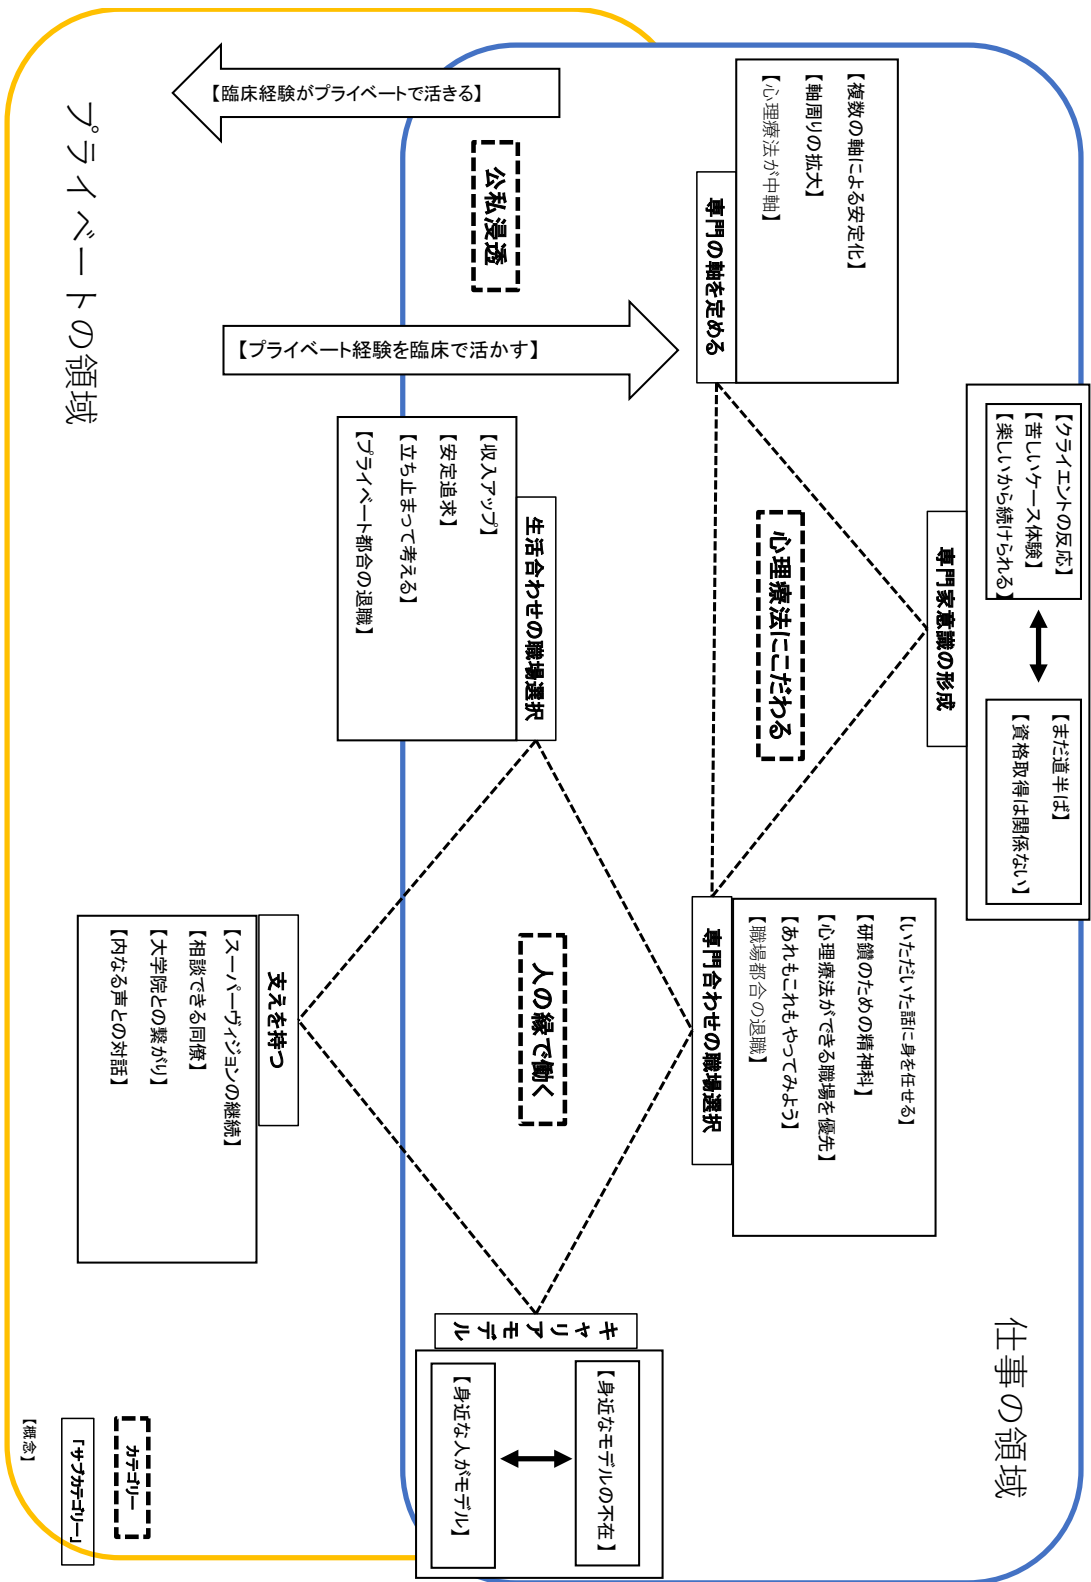 仕事の領域
【クライエントの反応】
【苦しいケース体験】
【楽しいから続けられる】
【まだ道半ば】
【資格取得は関係ない】
専門家意識の形成
【複数の軸による安定化】
【軸周りの拡大】
【心理療法が中軸】
専門の軸を定める
心理療法にこだわる
【いただいた話に身を任せる】
【研鑽のための精神科】
【心理療法ができる職場を優先】
【あれもこれもやってみよう】
【職場都合の退職】
専門合わせの職場選択
【臨床経験がプライベートで活きる】
公私浸透
【プライベート経験を臨床で活かす】
生活合わせの職場選択
【収入アップ】
【安定追求】
【立ち止まって考える】
【プライベート都合の退職】
人の縁で働く
キャリアモデル
【身近なモデルの不在】
【身近な人がモデル】
支えを持つ
【スーパーヴィジョンの継続】
【相談できる同僚】
【大学院との繋がり】
【内なる声との対話】
プライベートの領域
カテゴリー
「サブカテゴリー」
【概念】